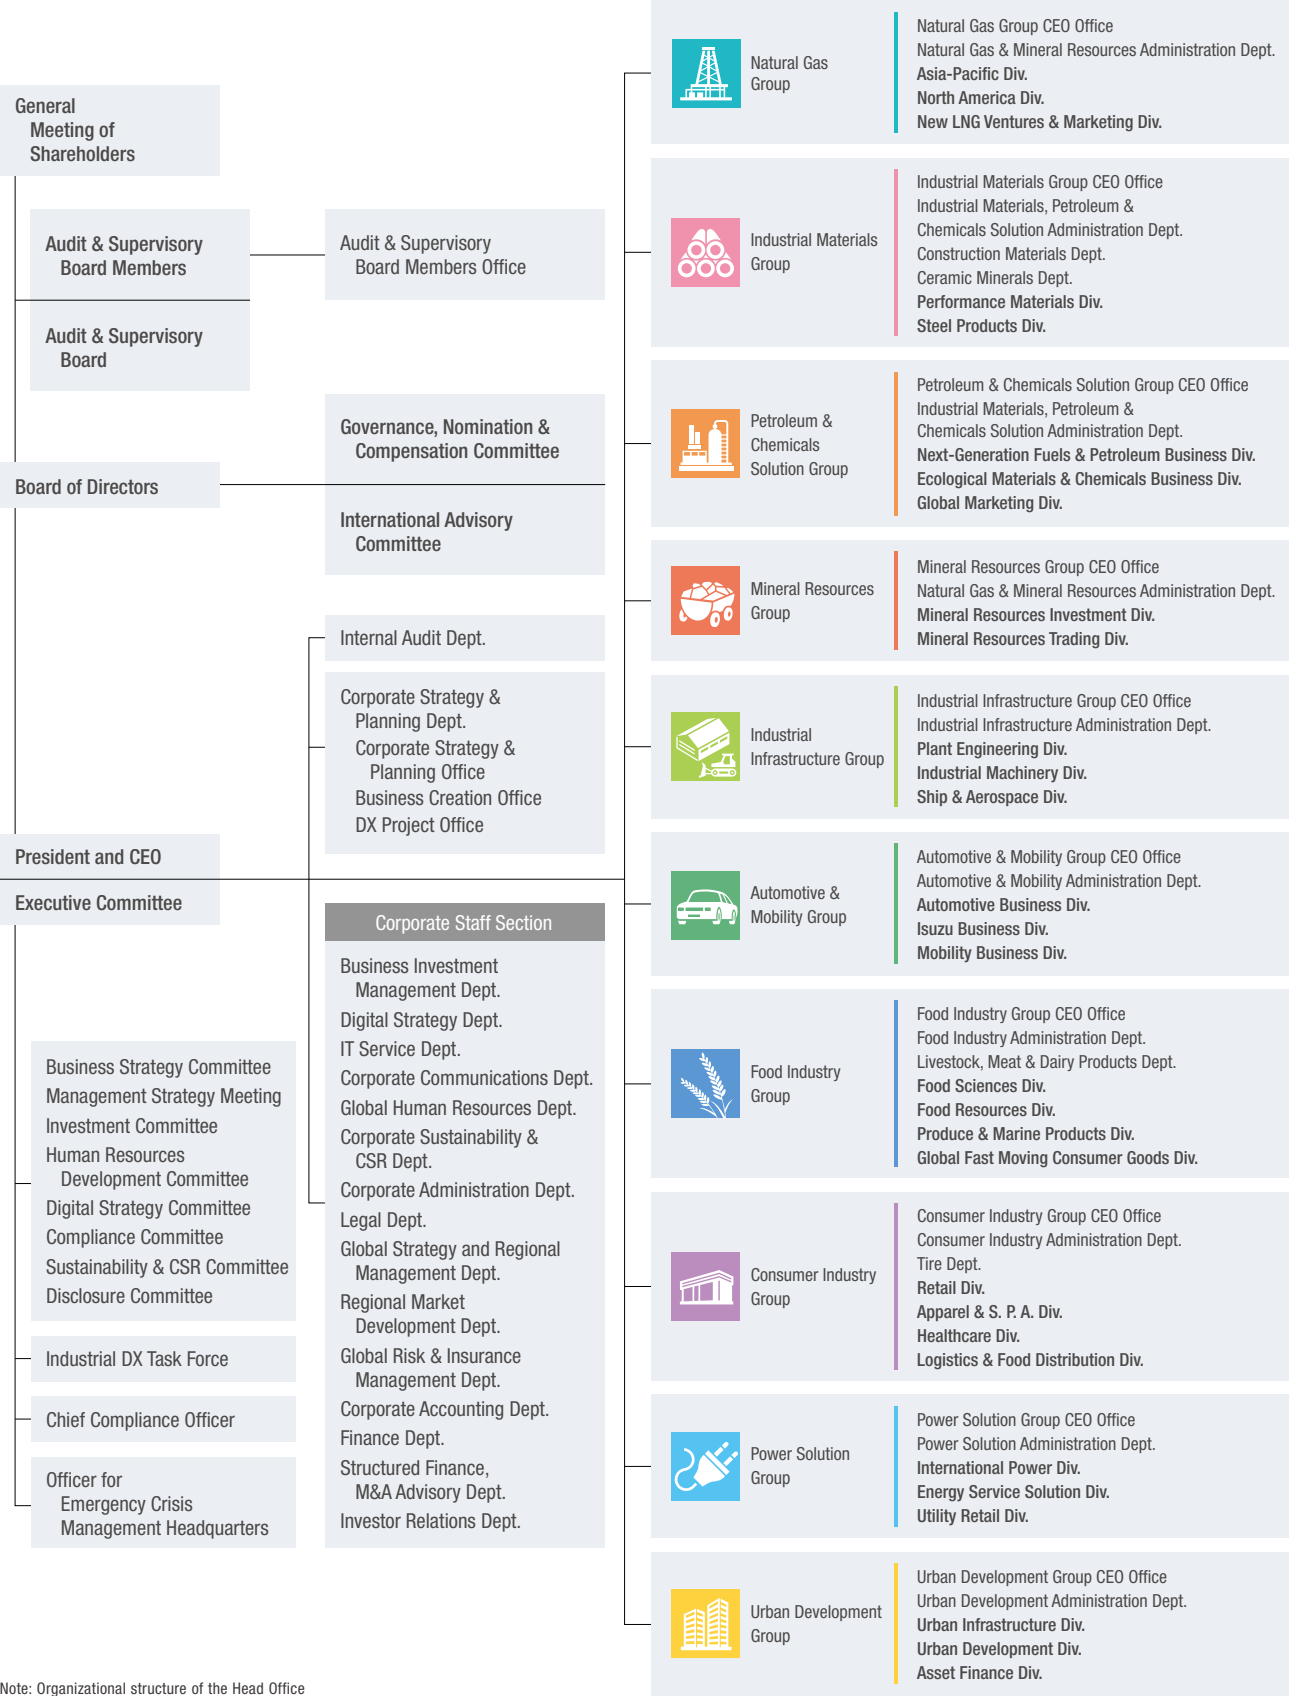 General
Meeting of
Shareholders
Audit & Supervisory
Board Members
Audit & Supervisory
Board Members Office
Audit & Supervisory
Board
Governance, Nomination &
Compensation Committee
Board of Directors
International Advisory
Committee
Internal Audit Dept.
Corporate Strategy &
Planning Dept.
Corporate Strategy &
Planning Office
Business Creation Office
DX Project Office
President and CEO
Executive Committee
Business Strategy Committee
Management Strategy Meeting
Investment Committee
Human Resources
Development Committee
Digital Strategy Committee
Compliance Committee
Sustainability & CSR Committee
Disclosure Committee
Industrial DX Task Force
Chief Compliance Officer
Officer for
Emergency Crisis
Management Headquarters
Corporate Staff Section
Business Investment
Management Dept.
Digital Strategy Dept.
IT Service Dept.
Corporate Communications Dept.
Global Human Resources Dept.
Corporate Sustainability &
CSR Dept.
Corporate Administration Dept.
Legal Dept.
Global Strategy and Regional
Management Dept.
Regional Market
Development Dept.
Global Risk & Insurance
Management Dept.
Corporate Accounting Dept.
Finance Dept.
Structured Finance,
M&A Advisory Dept.
Investor Relations Dept.
Natural Gas
Group
Natural Gas Group CEO Office
Natural Gas & Mineral Resources Administration Dept.
Asia-Pacific Div.
North America Div.
New LNG Ventures & Marketing Div.
Industrial Materials
Group
Industrial Materials Group CEO Office
Industrial Materials, Petroleum &
Chemicals Solution Administration Dept.
Construction Materials Dept.
Ceramic Minerals Dept.
Performance Materials Div.
Steel Products Div.
Petroleum &
Chemicals
Solution Group
Petroleum & Chemicals Solution Group CEO Office
Industrial Materials, Petroleum &
Chemicals Solution Administration Dept.
Next-Generation Fuels & Petroleum Business Div.
Ecological Materials & Chemicals Business Div.
Global Marketing Div.
Mineral Resources
Group
Mineral Resources Group CEO Office
Natural Gas & Mineral Resources Administration Dept.
Mineral Resources Investment Div.
Mineral Resources Trading Div.
Industrial
Infrastructure Group
Industrial Infrastructure Group CEO Office
Industrial Infrastructure Administration Dept.
Plant Engineering Div.
Industrial Machinery Div.
Ship & Aerospace Div.
Automotive &
Mobility Group
Automotive & Mobility Group CEO Office
Automotive & Mobility Administration Dept.
Automotive Business Div.
Isuzu Business Div.
Mobility Business Div.
Food Industry
Group
Food Industry Group CEO Office
Food Industry Administration Dept.
Livestock, Meat & Dairy Products Dept.
Food Sciences Div.
Food Resources Div.
Produce & Marine Products Div.
Global Fast Moving Consumer Goods Div.
Consumer Industry
Group
Consumer Industry Group CEO Office
Consumer Industry Administration Dept.
Tire Dept.
Retail Div.
Apparel & S. P. A. Div.
Healthcare Div.
Logistics & Food Distribution Div.
Power Solution
Group
Power Solution Group CEO Office
Power Solution Administration Dept.
International Power Div.
Energy Service Solution Div.
Utility Retail Div.
Urban Development
Group
Urban Development Group CEO Office
Urban Development Administration Dept.
Urban Infrastructure Div.
Urban Development Div.
Asset Finance Div.
Note: Organizational structure of the Head Office